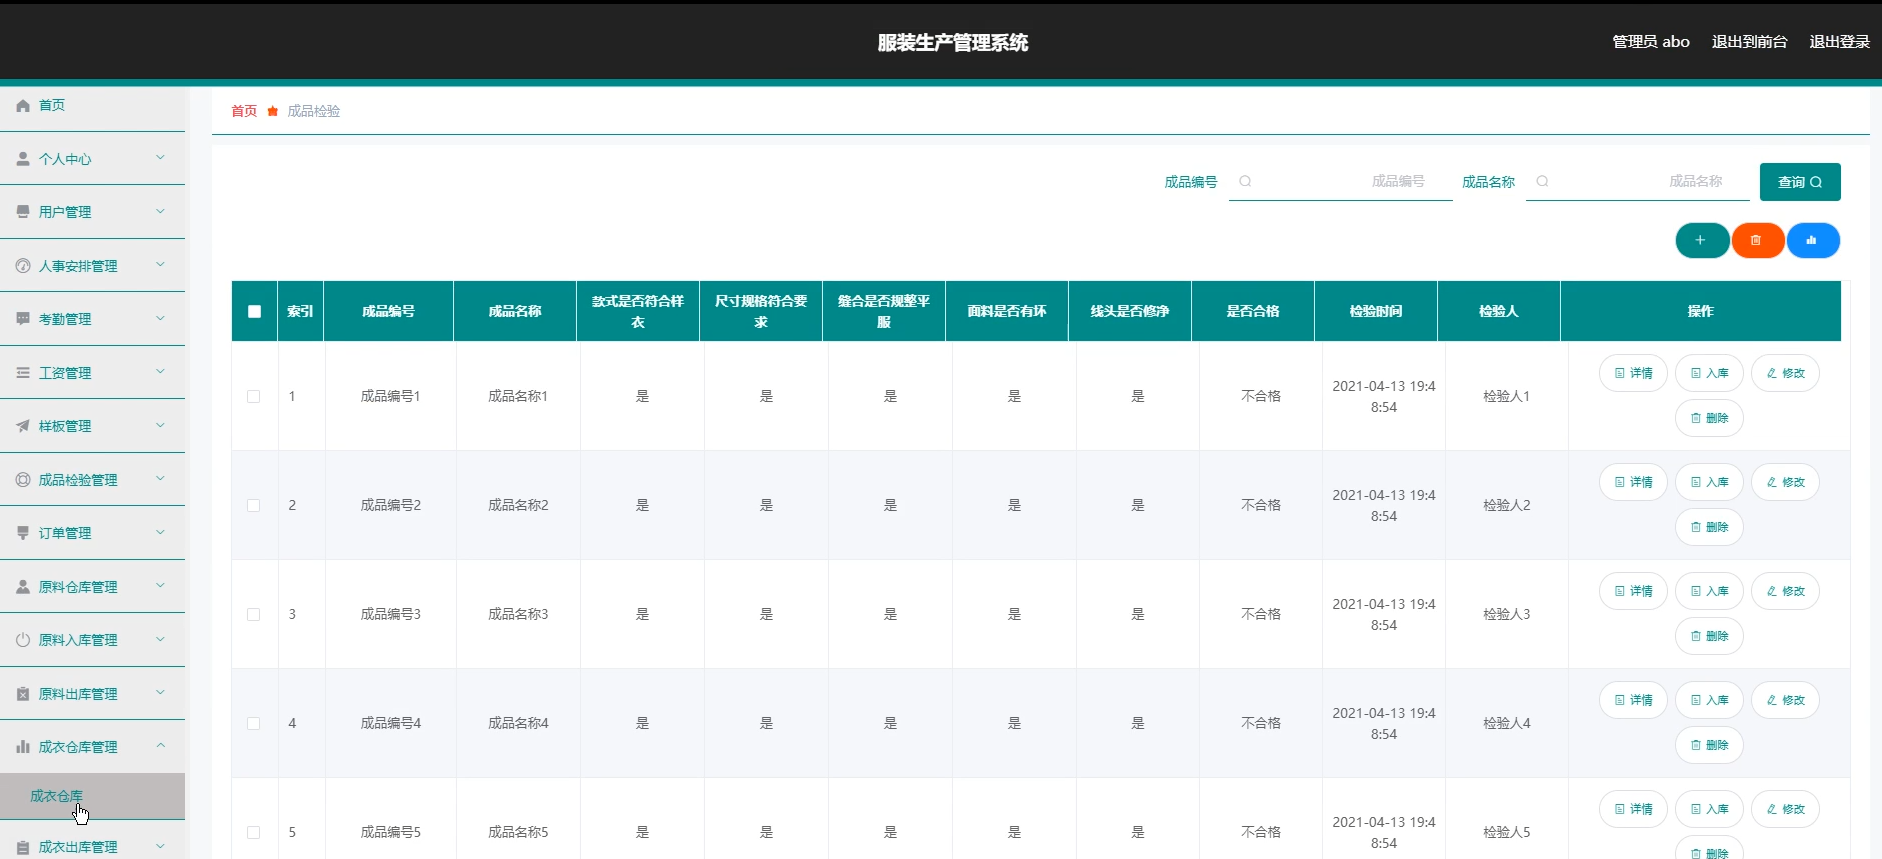 服装生产管理系统
管理员 abo 退出到前台 退出登录
首页
个人中心
用户管理
人事安排管理
考勤管理
工资管理
样板管理
成品检验管理
订单管理
原料仓库管理
原料入库管理
原料出库管理
成衣仓库管理
成衣仓库
成衣出库管理
首页 成品检验
成品编号 成品编号 成品名称 成品名称 查询
索引 成品编号 成品名称 款式是否符合样衣 尺寸规格符合要求 缝合是否规整平服 面料是否有坏 线头是否修净 是否合格 检验时间 检验人 操作
1 成品编号1 成品名称1 是 是 是 是 是 不合格 2021-04-13 19:48:54 检验人1 详情 入库 修改
删除
2 成品编号2 成品名称2 是 是 是 是 是 不合格 2021-04-13 19:48:54 检验人2 详情 入库 修改
删除
3 成品编号3 成品名称3 是 是 是 是 是 不合格 2021-04-13 19:48:54 检验人3 详情 入库 修改
删除
4 成品编号4 成品名称4 是 是 是 是 是 不合格 2021-04-13 19:48:54 检验人4 详情 入库 修改
删除
5 成品编号5 成品名称5 是 是 是 是 是 不合格 2021-04-13 19:48:54 检验人5 详情 入库 修改
删除